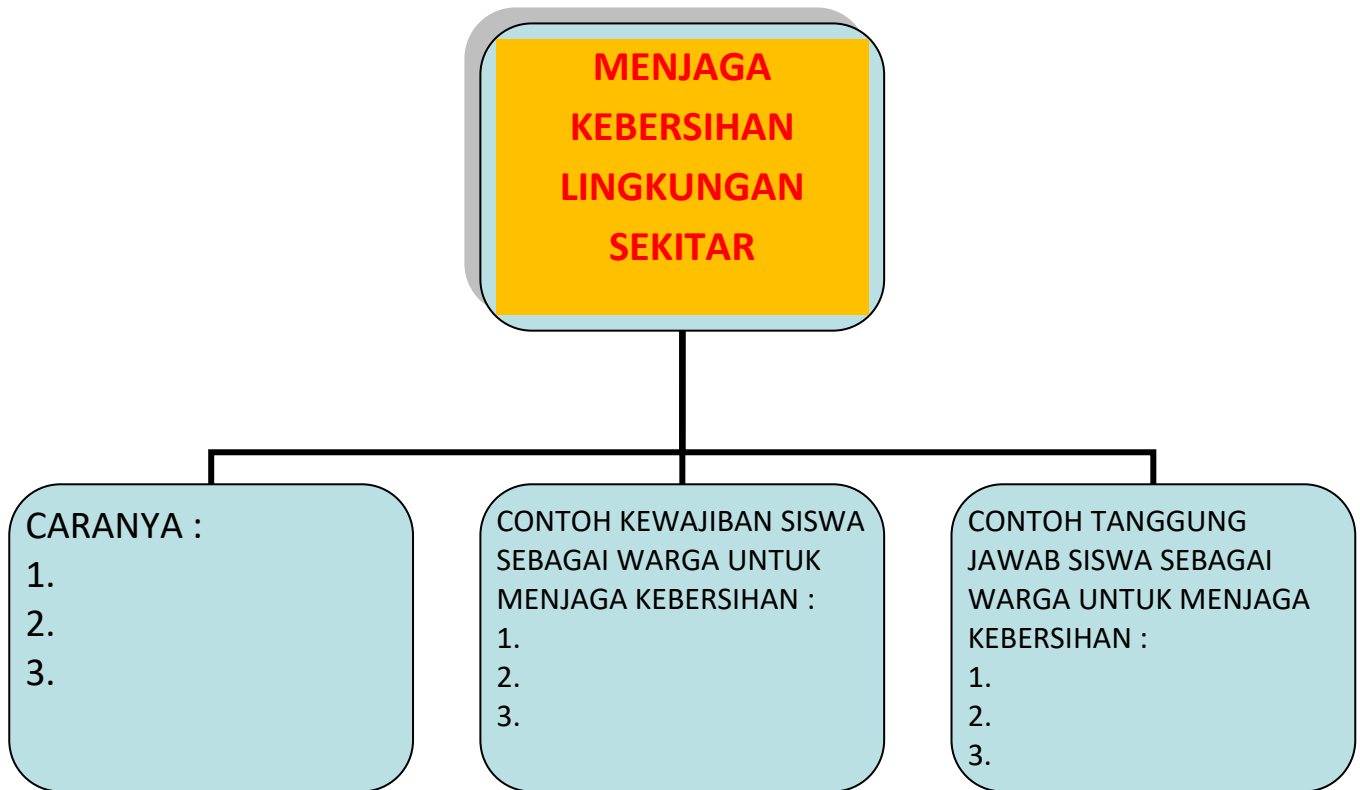 MENJAGA
KEBERSIHAN
LINGKUNGAN
SEKITAR
CARANYA :
1.
2.
3.
CONTOH KEWAJIBAN SISWA
SEBAGAI WARGA UNTUK
MENJAGA KEBERSIHAN :
1.
2.
3.
CONTOH TANGGUNG
JAWAB SISWA SEBAGAI
WARGA UNTUK MENJAGA
KEBERSIHAN :
1.
2.
3.